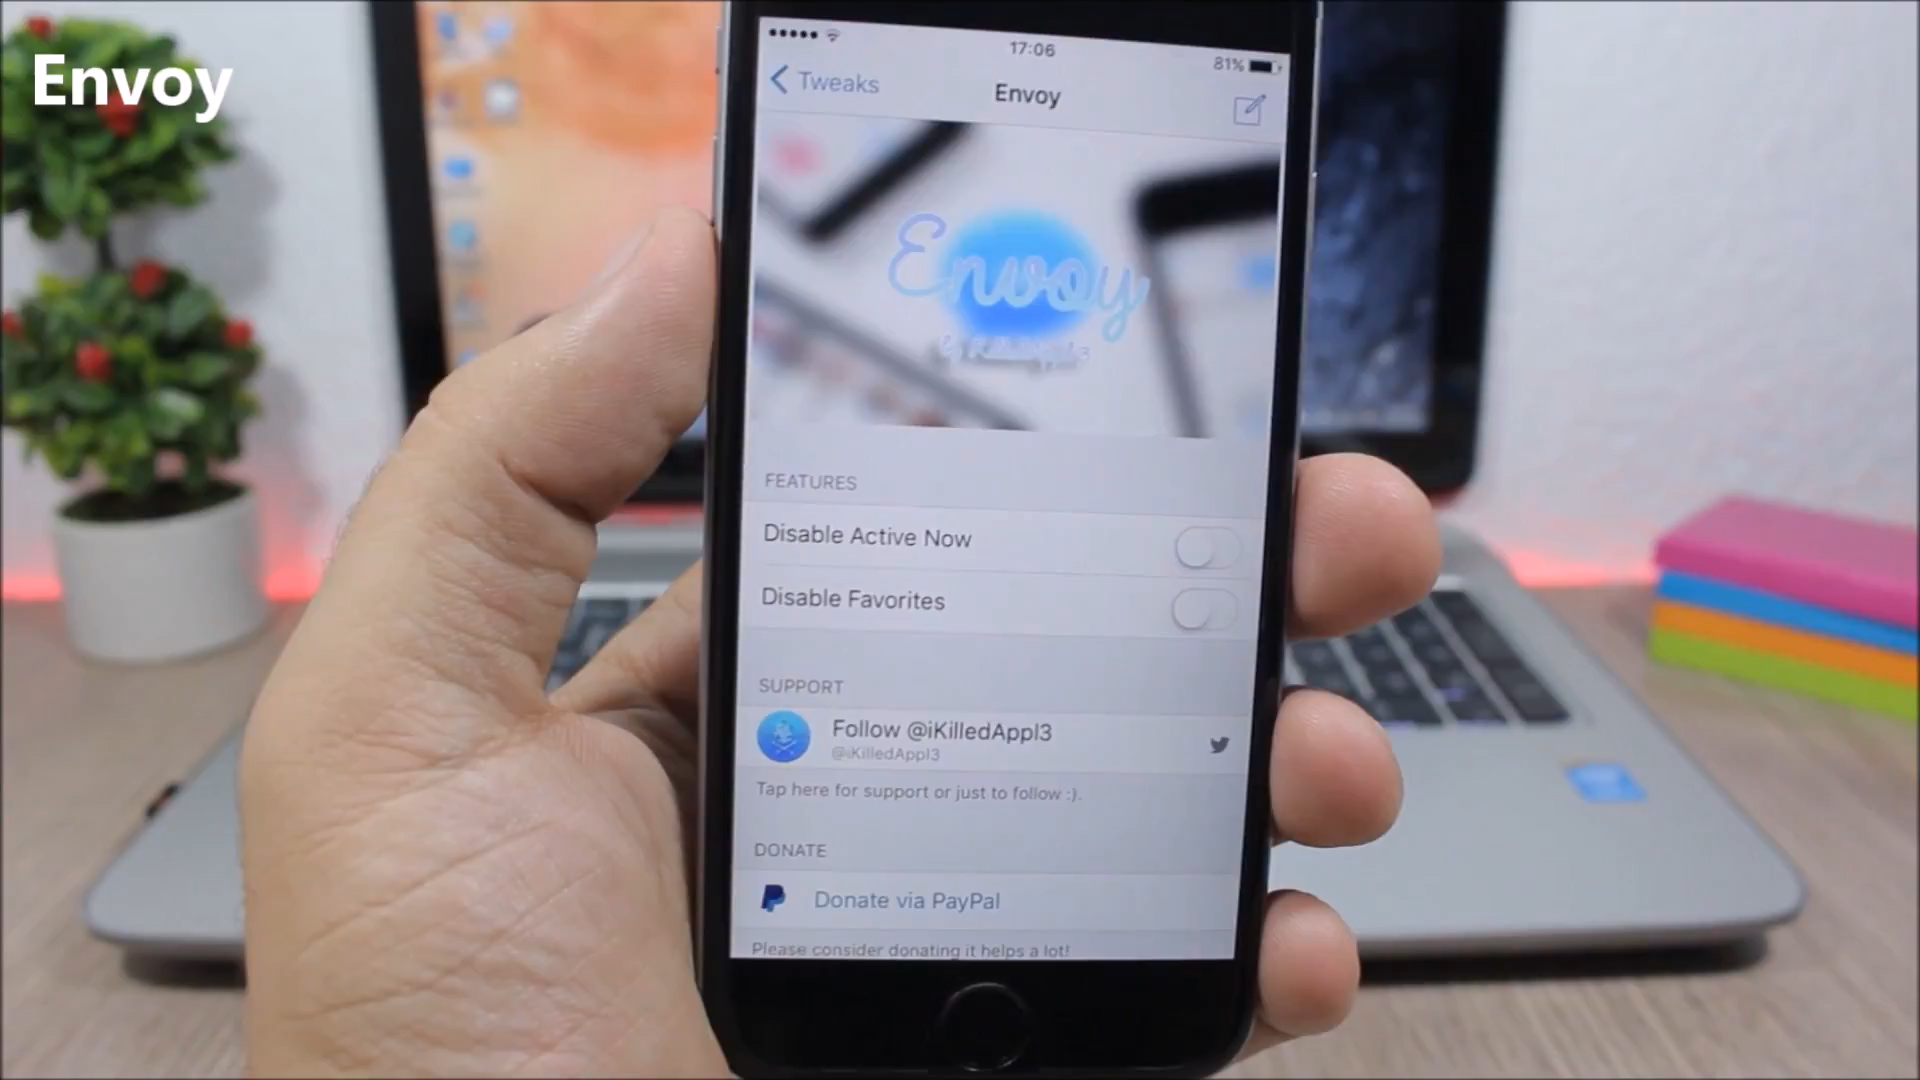 Envoy
17:06
81%
Tweaks
Envoy
Envoy
FEATURES
Disable Active Now
Disable Favorites
SUPPORT
Follow @iKilledAppl3
@iKilledAppl3
Tap here for support or just to follow :).
DONATE
Donate via PayPal
Please consider donating it helps a lot!